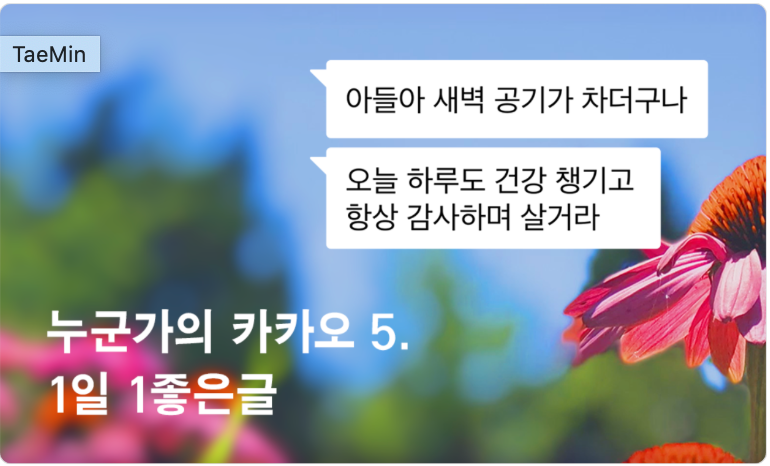 TaeMin
아들아 새벽 공기가 차더구나
오늘 하루도 건강 챙기고
항상 감사하며 살거라
누군가의 카카오 5.
1일 1좋은글